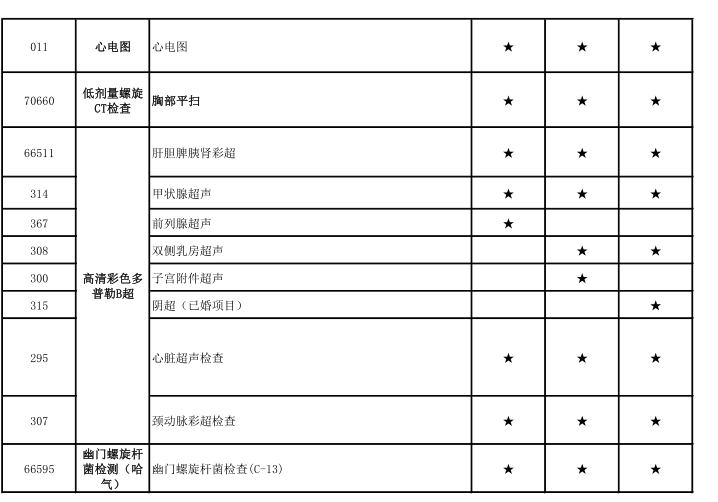 011 心电图 心电图 ★ ★ ★
70660 低剂量螺旋CT检查 胸部平扫 ★ ★ ★
66511 高清彩色多普勒B超 肝胆脾胰肾彩超 ★ ★ ★
314 甲状腺超声 ★ ★ ★
367 前列腺超声 ★
308 双侧乳房超声 ★ ★
300 子宫附件超声 ★
315 阴超（已婚项目） ★
295 心脏超声检查 ★ ★ ★
307 颈动脉彩超检查 ★ ★ ★
66595 幽门螺旋杆菌检测（哈气） 幽门螺旋杆菌检查(C-13) ★ ★ ★